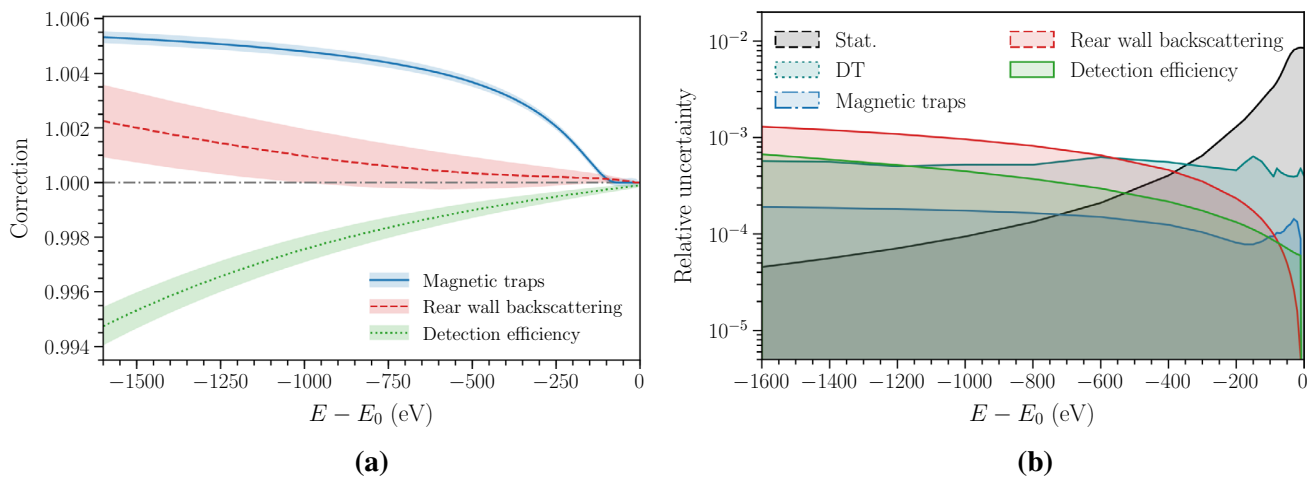 1.006
1.004
1.002
1.000
0.998
0.996
0.994
Correction
Magnetic traps
Rear wall backscattering
Detection efficiency
−1500 −1250 −1000 −750 −500 −250 0
E − E₀ (eV)
(a)
10⁻²
10⁻³
10⁻⁴
10⁻⁵
Relative uncertainty
Stat.
DT
Magnetic traps
Rear wall backscattering
Detection efficiency
−1600 −1400 −1200 −1000 −800 −600 −400 −200 0
E − E₀ (eV)
(b)